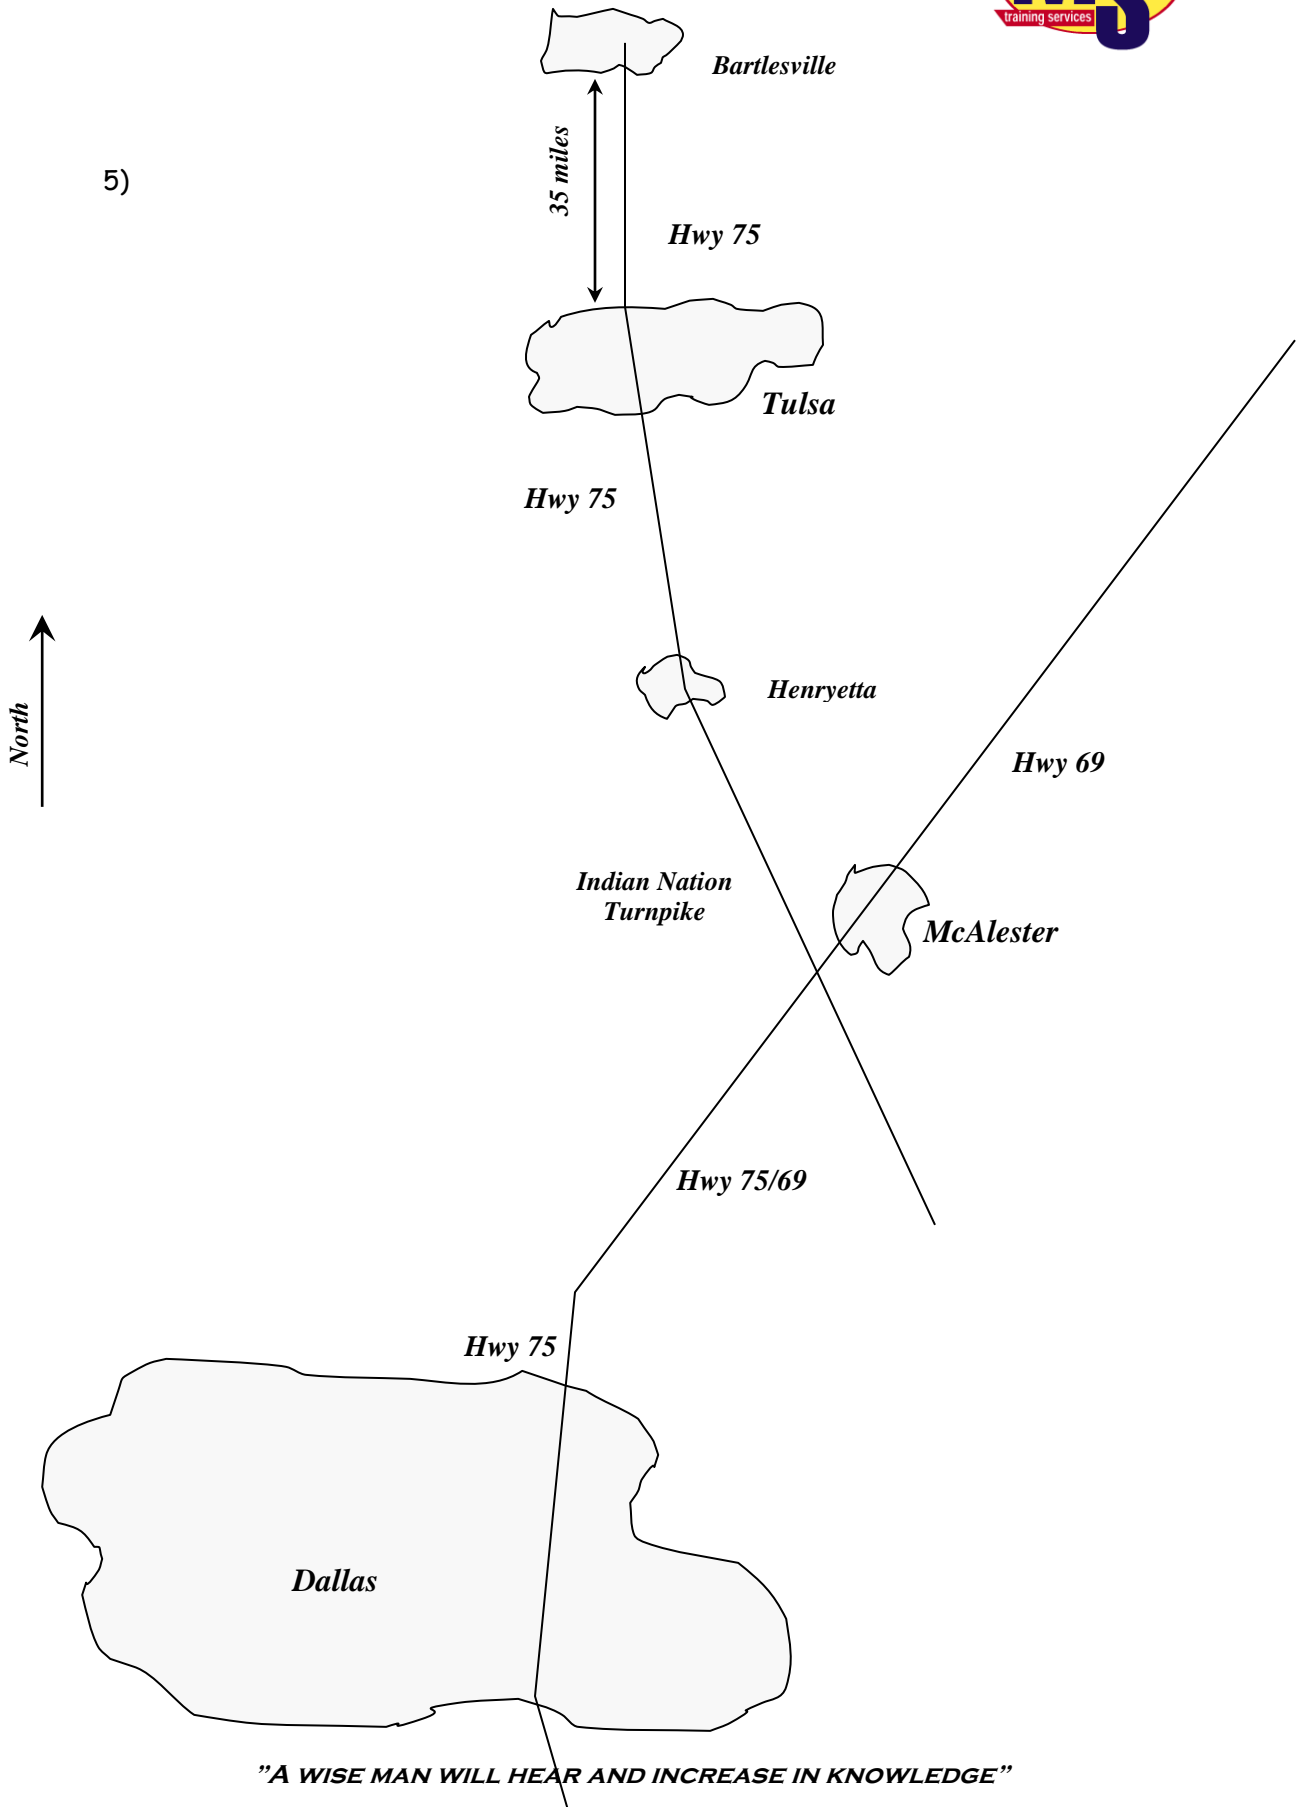 training services
Bartlesville
35 miles
5)
Hwy 75
Tulsa
Hwy 75
Henryetta
North
Hwy 69
Indian Nation
Turnpike
McAlester
Hwy 75/69
Hwy 75
Dallas
”A WISE MAN WILL HEAR AND INCREASE IN KNOWLEDGE”